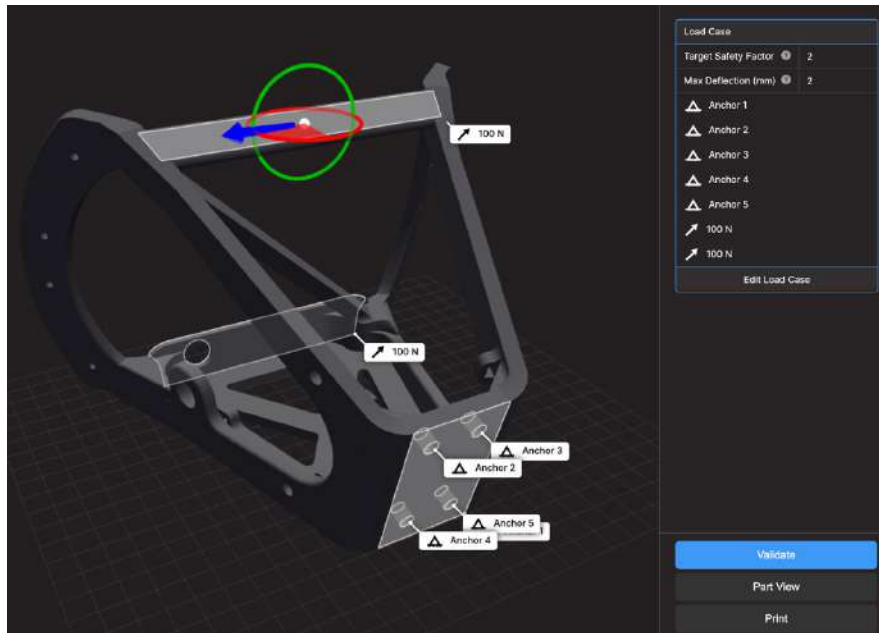 100 N
100 N
Anchor 3
Anchor 2
Anchor 5
Anchor 4
Load Case
Target Safety Factor 2
Max Deflection (mm) 2
Anchor 1
Anchor 2
Anchor 3
Anchor 4
Anchor 5
100 N
100 N
Edit Load Case
Validate
Part View
Print